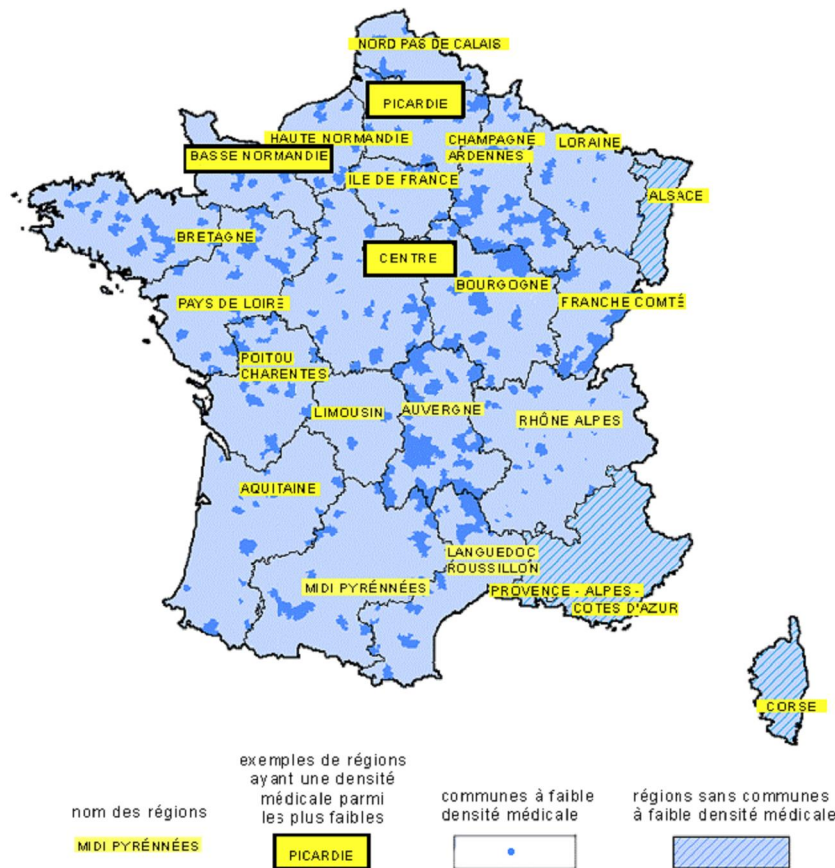 NORD PAS DE CALAIS
PICARDIE
HAUTE NORMANDIE
CHAMPAGNE
ARDENNES
LORAINE
BASSE NORMANDIE
ILE DE FRANCE
ALSACE
BRETAGNE
CENTRE
BOURGOGNE
PAYS DE LOIRE
FRANCHE COMTÉ
POITOU
CHARENTES
LIMOUSIN
AUVERGNE
RHÔNE ALPES
AQUITAINE
LANGUEDOC
ROUSSILLON
MIDI PYRÉNNÉES
PROVENCE - ALPES -
COTES D'AZUR
CORSE
nom des régions
MIDI PYRÉNNÉES
exemples de régions
ayant une densité
médicale parmi
les plus faibles
PICARDIE
communes à faible
densité médicale
régions sans communes
à faible densité médicale